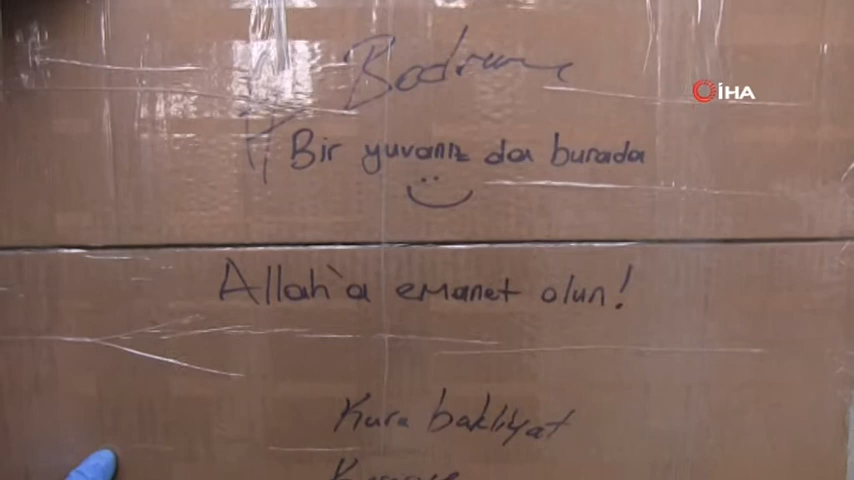 Bodrum
İHA
Bir yuvanız da burada
Allah'a emanet olun!
Kuru bakliyat